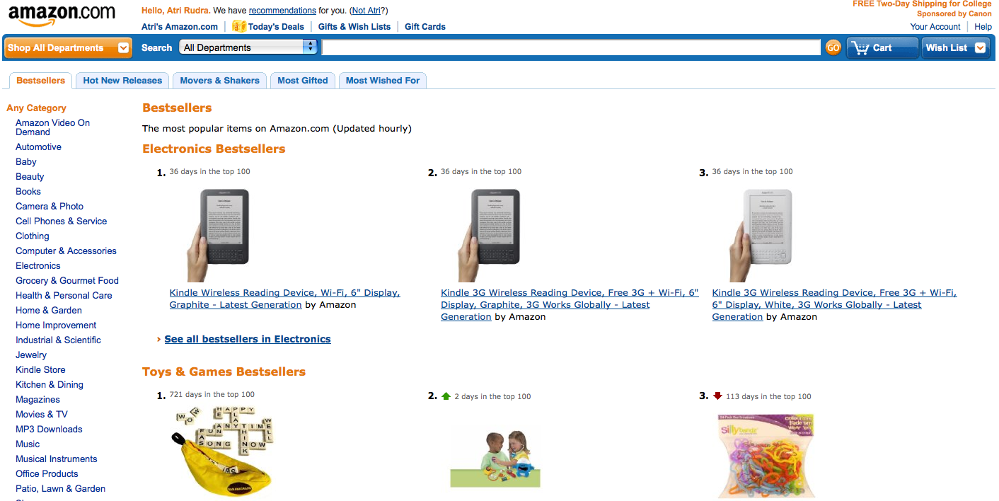 amazon.com
Hello, Atri Rudra. We have recommendations for you. (Not Atri?)
FREE Two-Day Shipping for College
Sponsored by Canon
Atri's Amazon.com | Today's Deals | Gifts & Wish Lists | Gift Cards
Your Account | Help
Shop All Departments
Search
All Departments
GO
Cart
Wish List
Bestsellers
Hot New Releases
Movers & Shakers
Most Gifted
Most Wished For
Any Category
Amazon Video On
Demand
Automotive
Baby
Beauty
Books
Camera & Photo
Cell Phones & Service
Clothing
Computer & Accessories
Electronics
Grocery & Gourmet Food
Health & Personal Care
Home & Garden
Home Improvement
Industrial & Scientific
Jewelry
Kindle Store
Kitchen & Dining
Magazines
Movies & TV
MP3 Downloads
Music
Musical Instruments
Office Products
Patio, Lawn & Garden
Bestsellers
The most popular items on Amazon.com (Updated hourly)
Electronics Bestsellers
1. 36 days in the top 100
Kindle Wireless Reading Device, Wi-Fi, 6" Display,
Graphite - Latest Generation by Amazon
2. 36 days in the top 100
Kindle 3G Wireless Reading Device, Free 3G + Wi-Fi, 6"
Display, Graphite, 3G Works Globally - Latest
Generation by Amazon
3. 36 days in the top 100
Kindle 3G Wireless Reading Device, Free 3G + Wi-Fi,
6" Display, White, 3G Works Globally - Latest
Generation by Amazon
› See all bestsellers in Electronics
Toys & Games Bestsellers
1. 721 days in the top 100
WOW
HAPPY
PLAY
THINK
FUN
ANYTIME
WELL
SONG
NOW
BANANAGRAMS
2. 2 days in the top 100
3. 113 days in the top 100
sillybandz